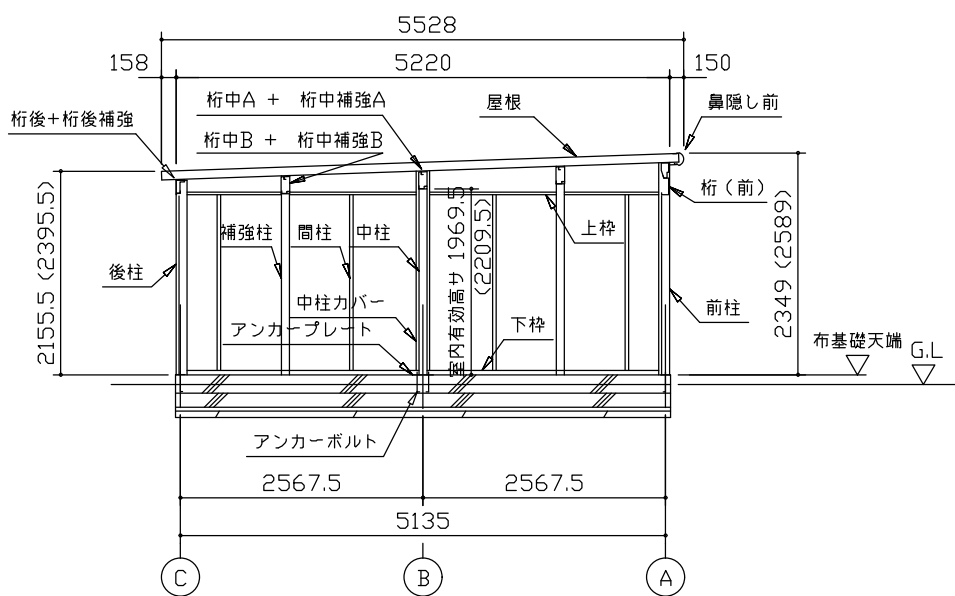 5528
158
5220
150
桁中A + 桁中補強A
屋根
鼻隠し前
桁後+桁後補強
桁中B + 桁中補強B
桁(前)
2155.5 (2395.5)
補強柱
間柱
中柱
室内有効高サ 1969.5
(2209.5)
上枠
2349 (2589)
後柱
中柱カバー
前柱
アンカープレート
下枠
布基礎天端
G.L
アンカーボルト
2567.5
2567.5
5135
C
B
A